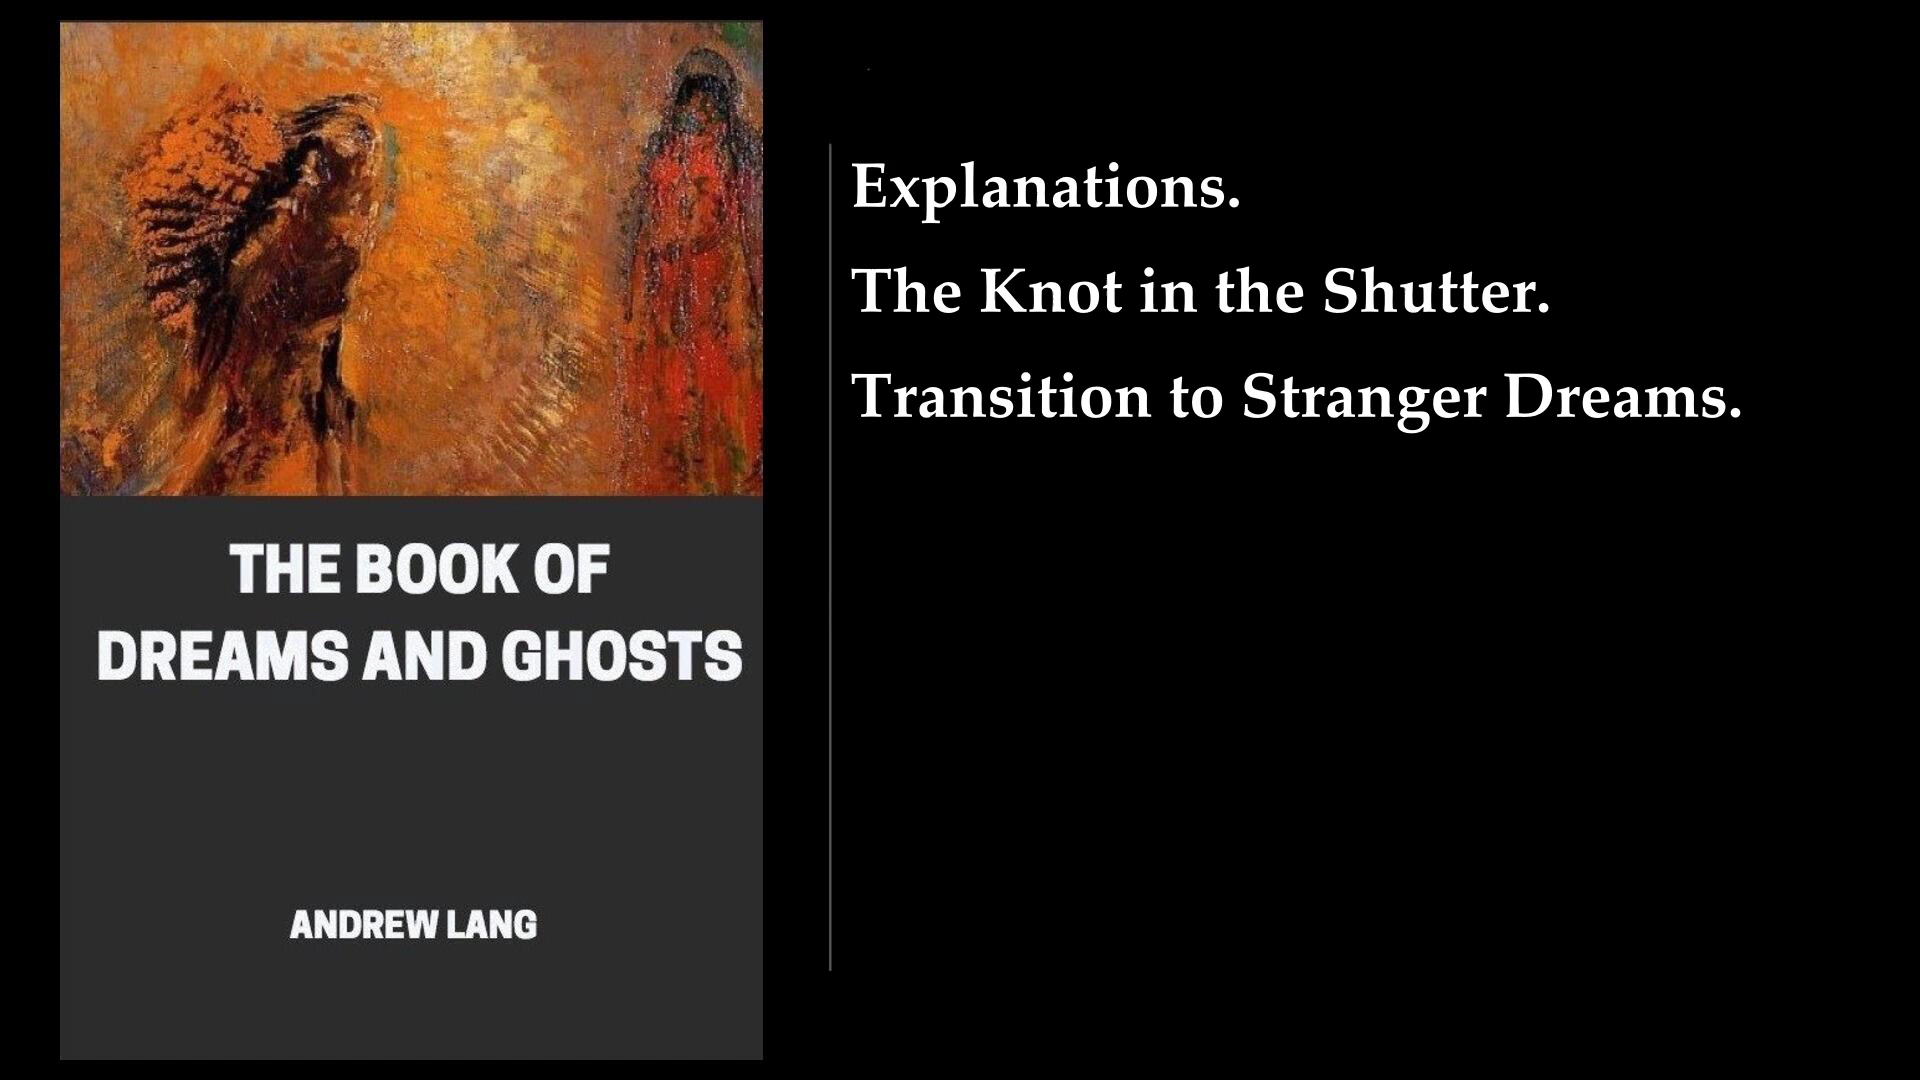 THE BOOK OF
DREAMS AND GHOSTS
ANDREW LANG
Explanations.
The Knot in the Shutter.
Transition to Stranger Dreams.